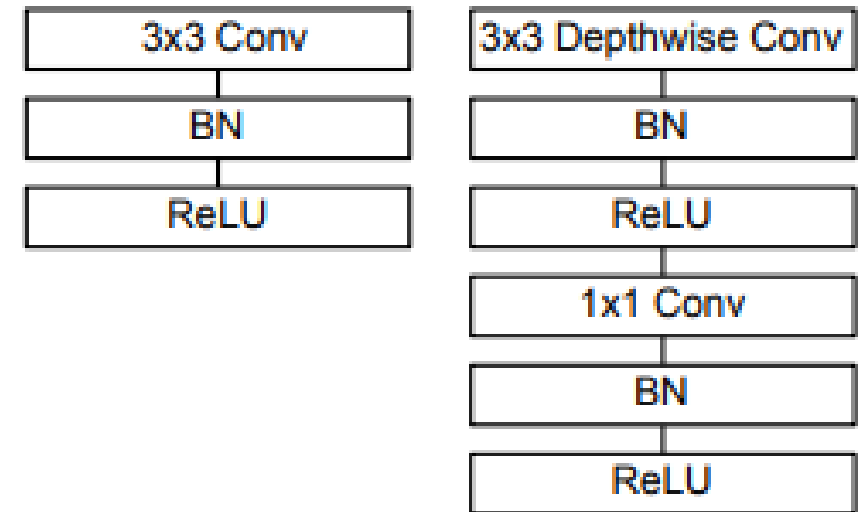 3x3 Conv
BN
ReLU
3x3 Depthwise Conv
BN
ReLU
1x1 Conv
BN
ReLU